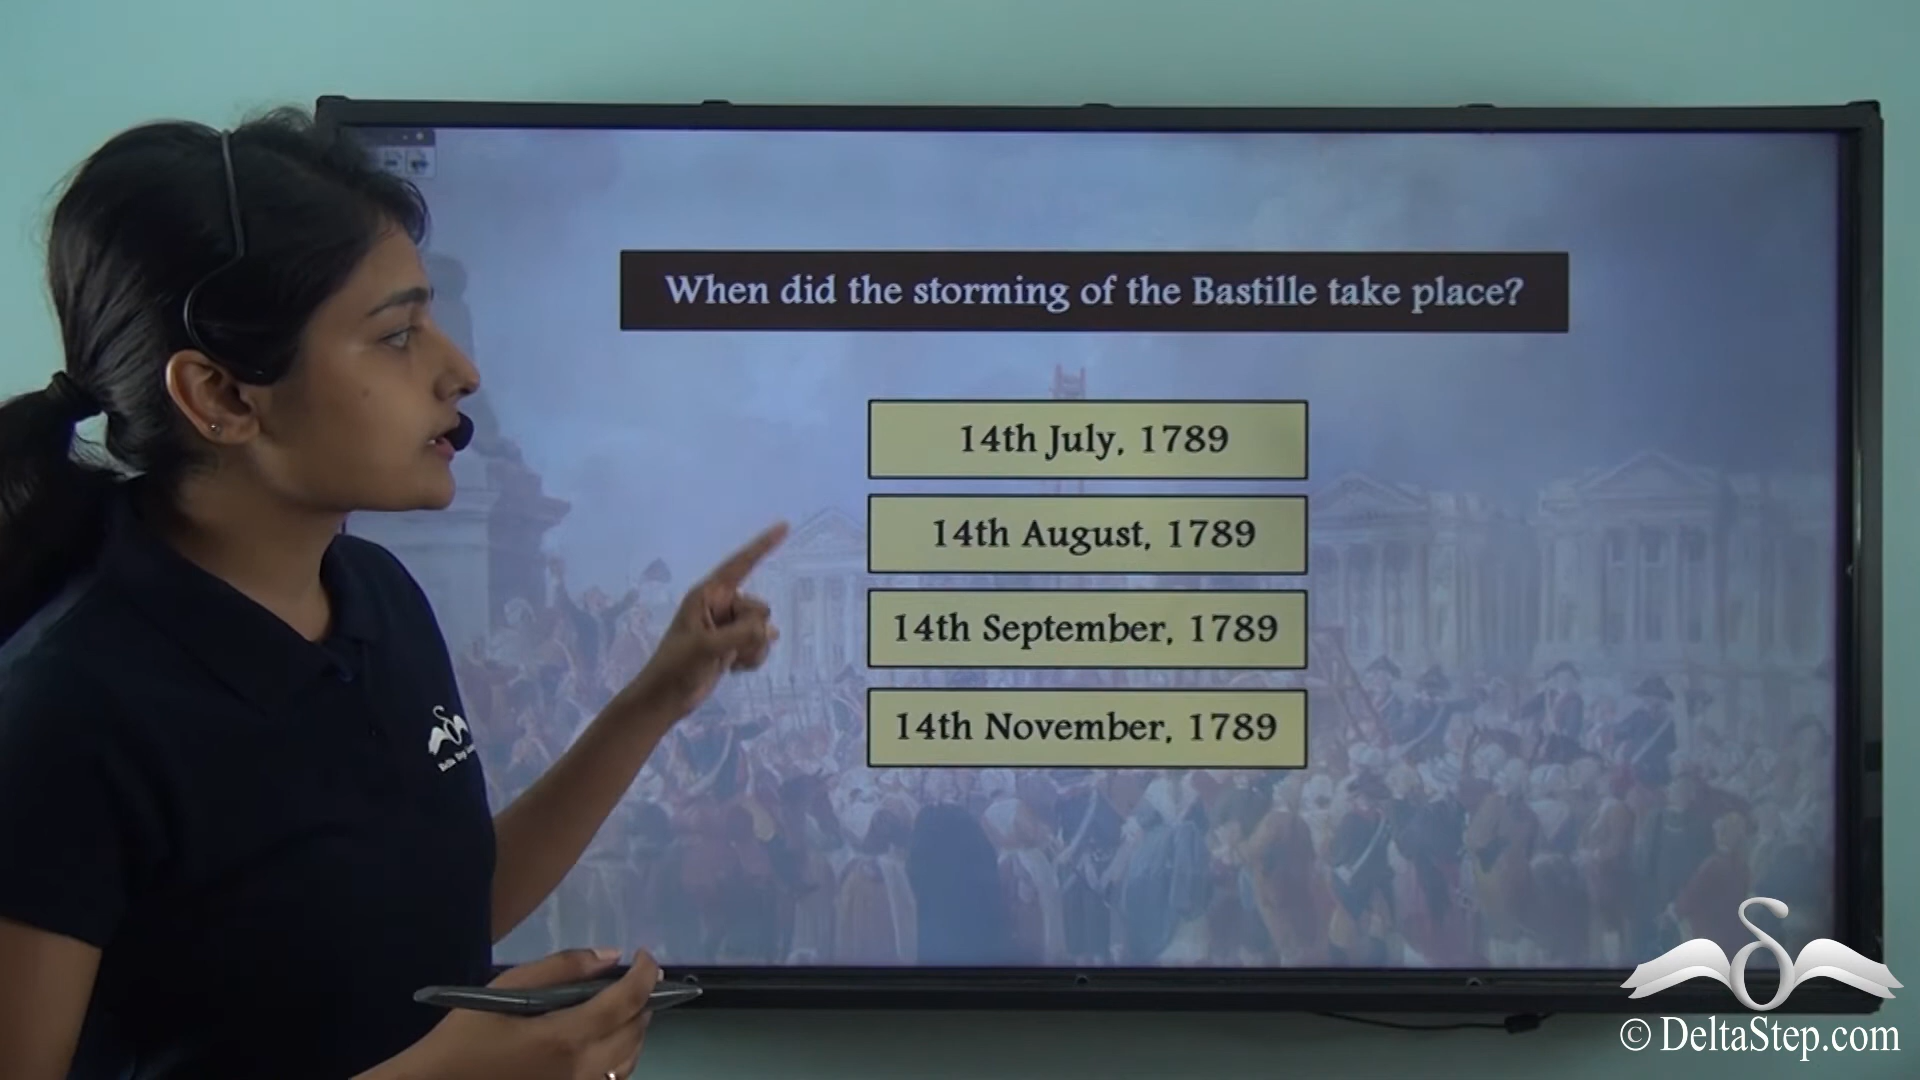 When did the storming of the Bastille take place?
14th July, 1789
14th August, 1789
14th September, 1789
14th November, 1789
© DeltaStep.com